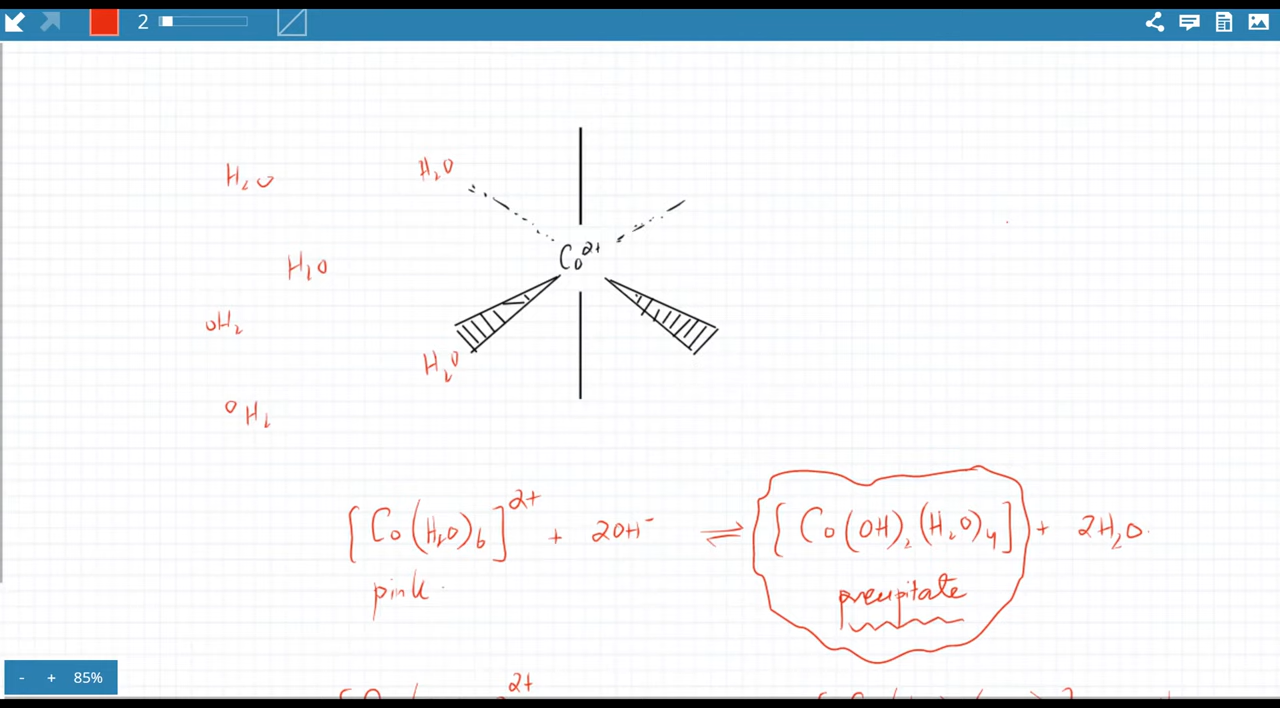 2
H2O
H2O
Co2+
H2O
OH2
H2O
OH2
[Co(H2O)6]2+ + 2OH- ⇌ [Co(OH)2(H2O)4] + 2H2O.
pink
precipitate
- + 85%
2+